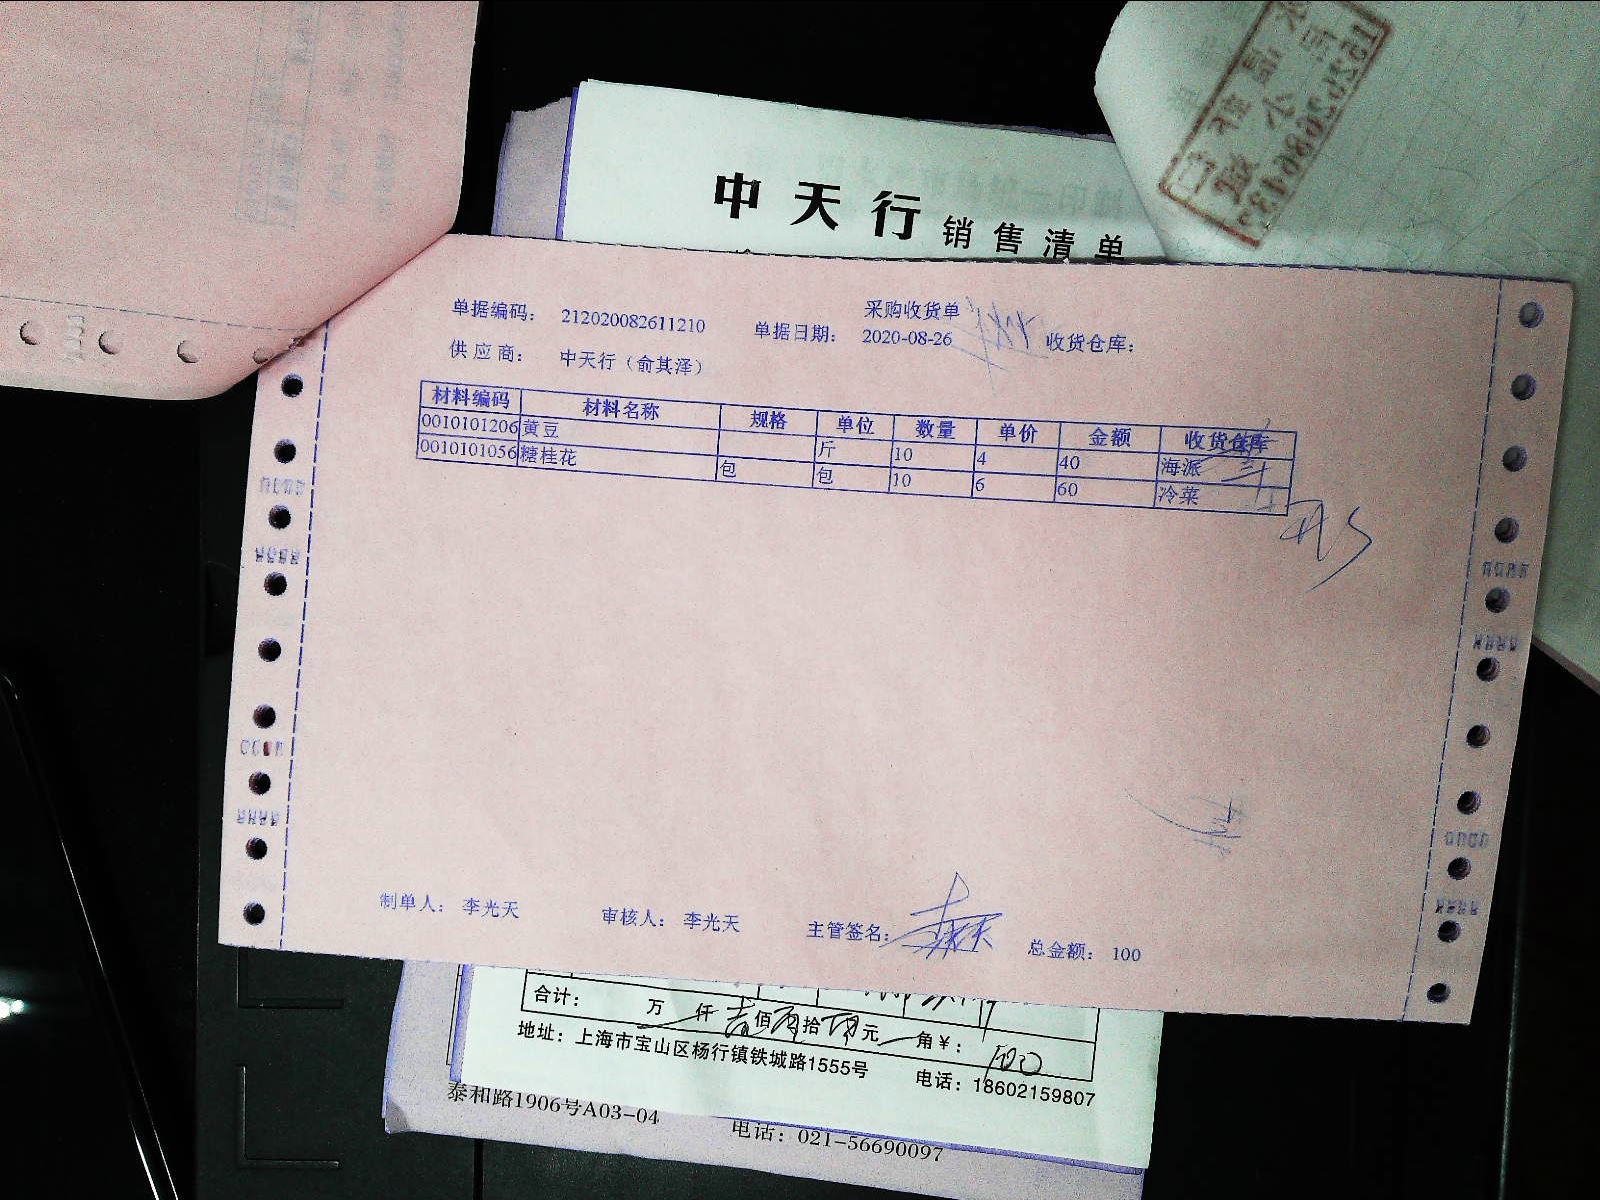 中天行 销售清单
采购收货单
单据编码： 212020082611210 单据日期： 2020-08-26 收货仓库：
供应商： 中天行（俞其泽）
材料编码 材料名称 规格 单位 数量 单价 金额 收货仓库
0010101206 黄豆 斤 10 4 40 海派
0010101056 糖桂花 包 包 10 6 60 冷菜
制单人： 李光天 审核人： 李光天 主管签名： 总金额： 100
合计： 万 仟 壹佰 拾 元 角￥： 100
地址：上海市宝山区杨行镇铁城路1555号 电话：18602159807
泰和路1906号A03-04 电话：021-56690097